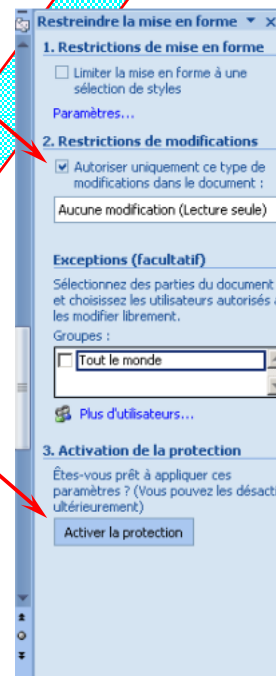 Restreindre la mise en forme
1. Restrictions de mise en forme
Limiter la mise en forme à une
sélection de styles
Paramètres...
2. Restrictions de modifications
Autoriser uniquement ce type de
modifications dans le document :
Aucune modification (Lecture seule)
Exceptions (facultatif)
Sélectionnez des parties du document
et choisissez les utilisateurs autorisés
les modifier librement.
Groupes :
Tout le monde
Plus d'utilisateurs...
3. Activation de la protection
Êtes-vous prêt à appliquer ces
paramètres ? (Vous pouvez les désacti
ultérieurement)
Activer la protection